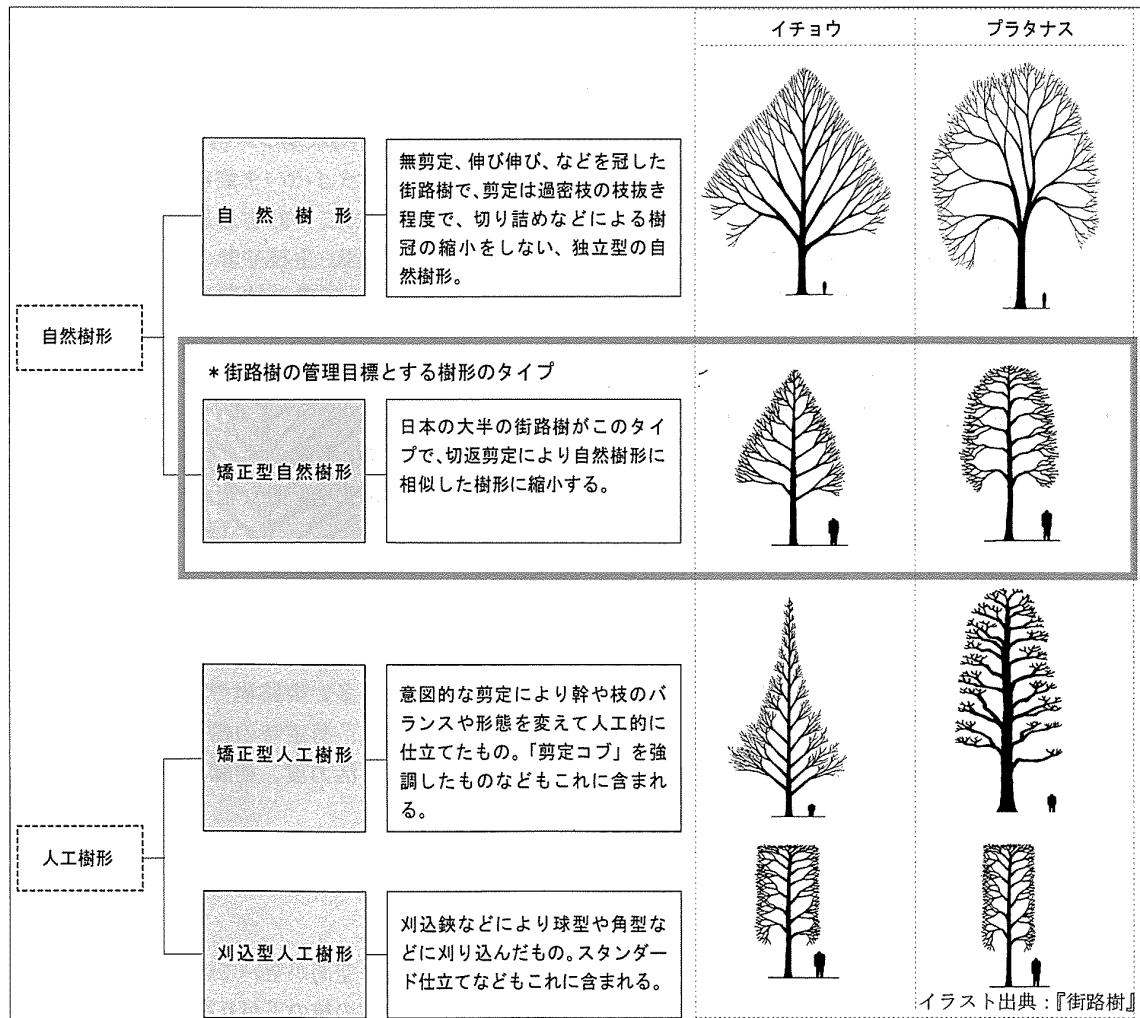 イチョウ
プラタナス
自然樹形
自然樹形
無剪定、伸び伸び、などを冠した
街路樹で、剪定は過密枝の枝抜き
程度で、切り詰めなどによる樹
冠の縮小をしない、独立型の自
然樹形。
＊街路樹の管理目標とする樹形のタイプ
矯正型自然樹形
日本の大半の街路樹がこのタイ
プで、切返剪定により自然樹形に
相似した樹形に縮小する。
人工樹形
矯正型人工樹形
意図的な剪定により幹や枝のバ
ランスや形態を変えて人工的に
仕立てたもの。「剪定コブ」を強
調したものなどもこれに含まれ
る。
刈込型人工樹形
刈込鋏などにより球型や角型な
どに刈り込んだもの。スタンダー
ド仕立てなどもこれに含まれる。
イラスト出典：『街路樹』